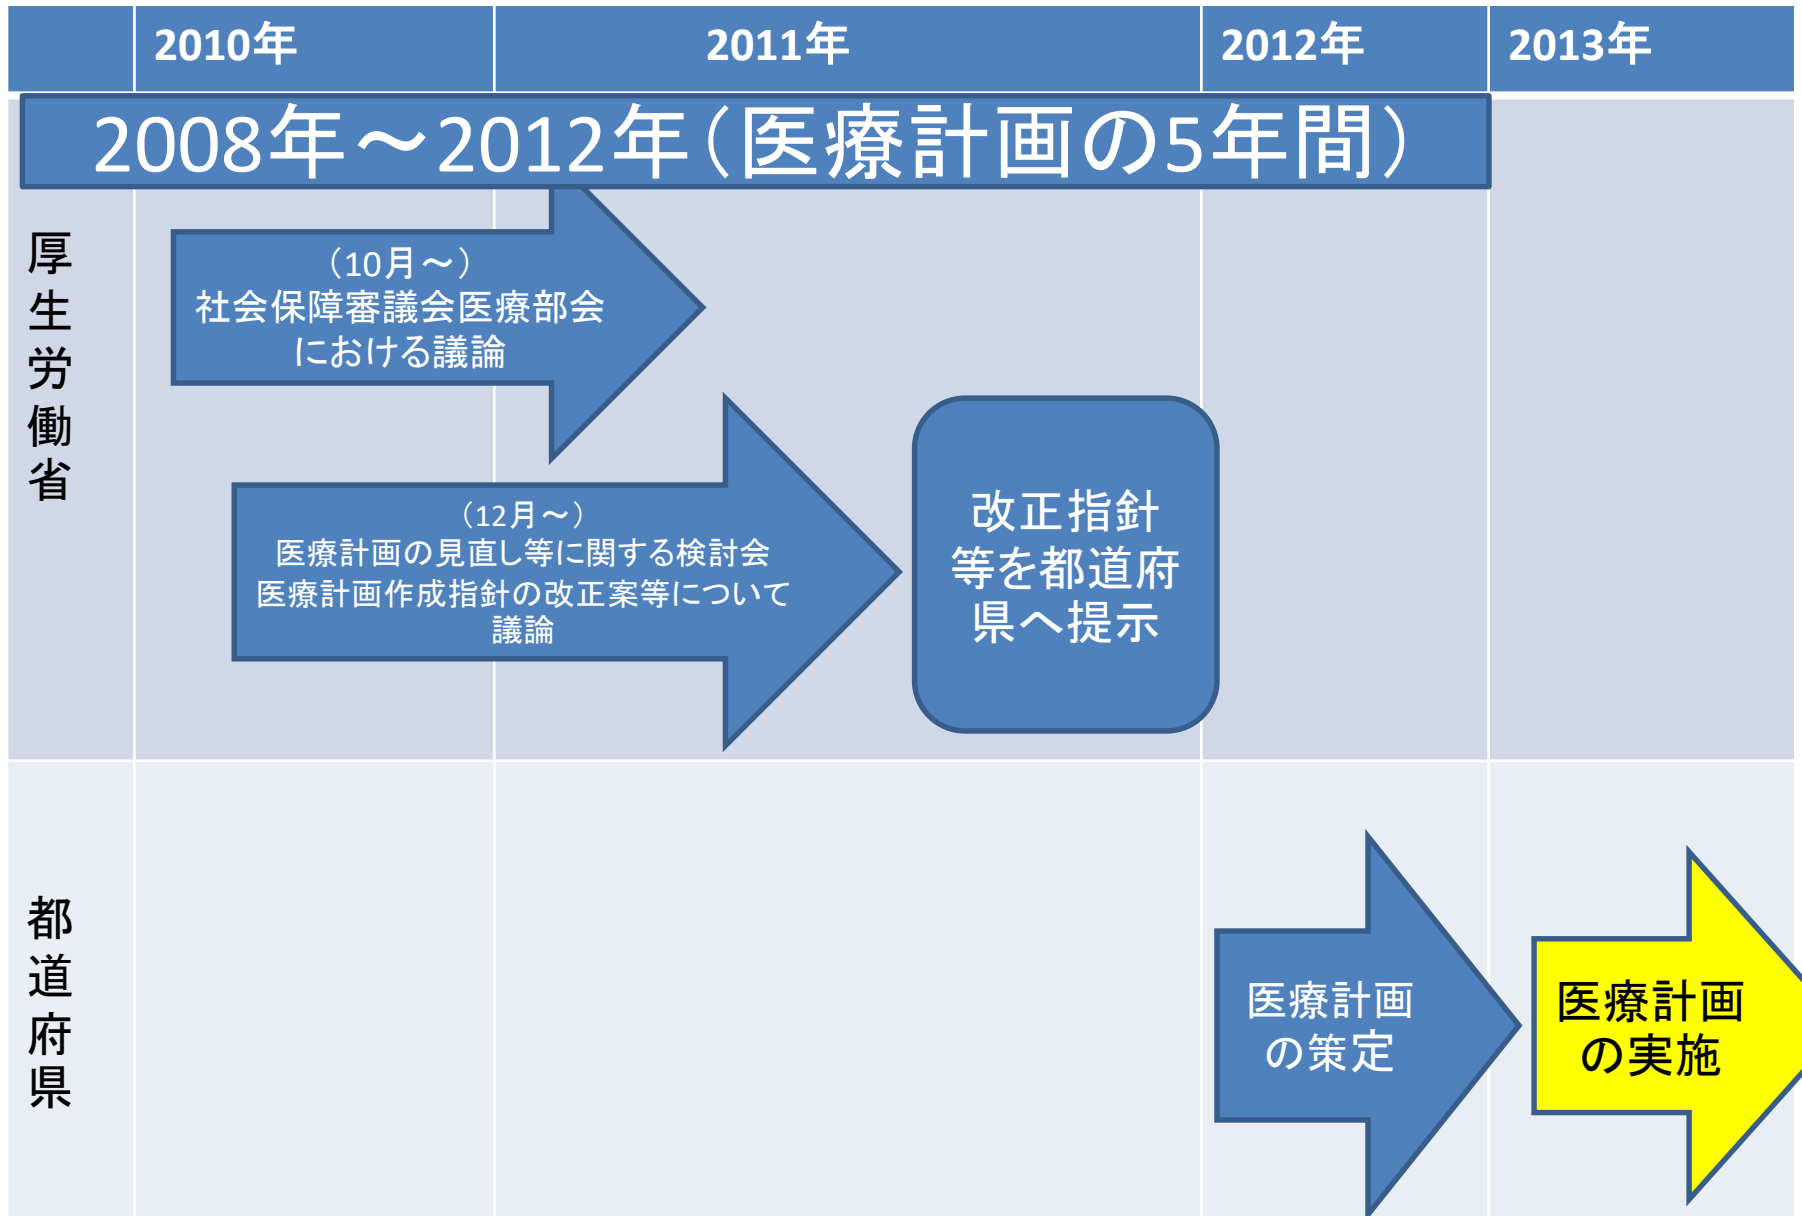 2010年
2011年
2012年
2013年
2008年～2012年（医療計画の5年間）
厚生労働省
（10月～）
社会保障審議会医療部会
における議論
（12月～）
医療計画の見直し等に関する検討会
医療計画作成指針の改正案等について
議論
改正指針
等を都道府
県へ提示
都道府県
医療計画
の策定
医療計画
の実施